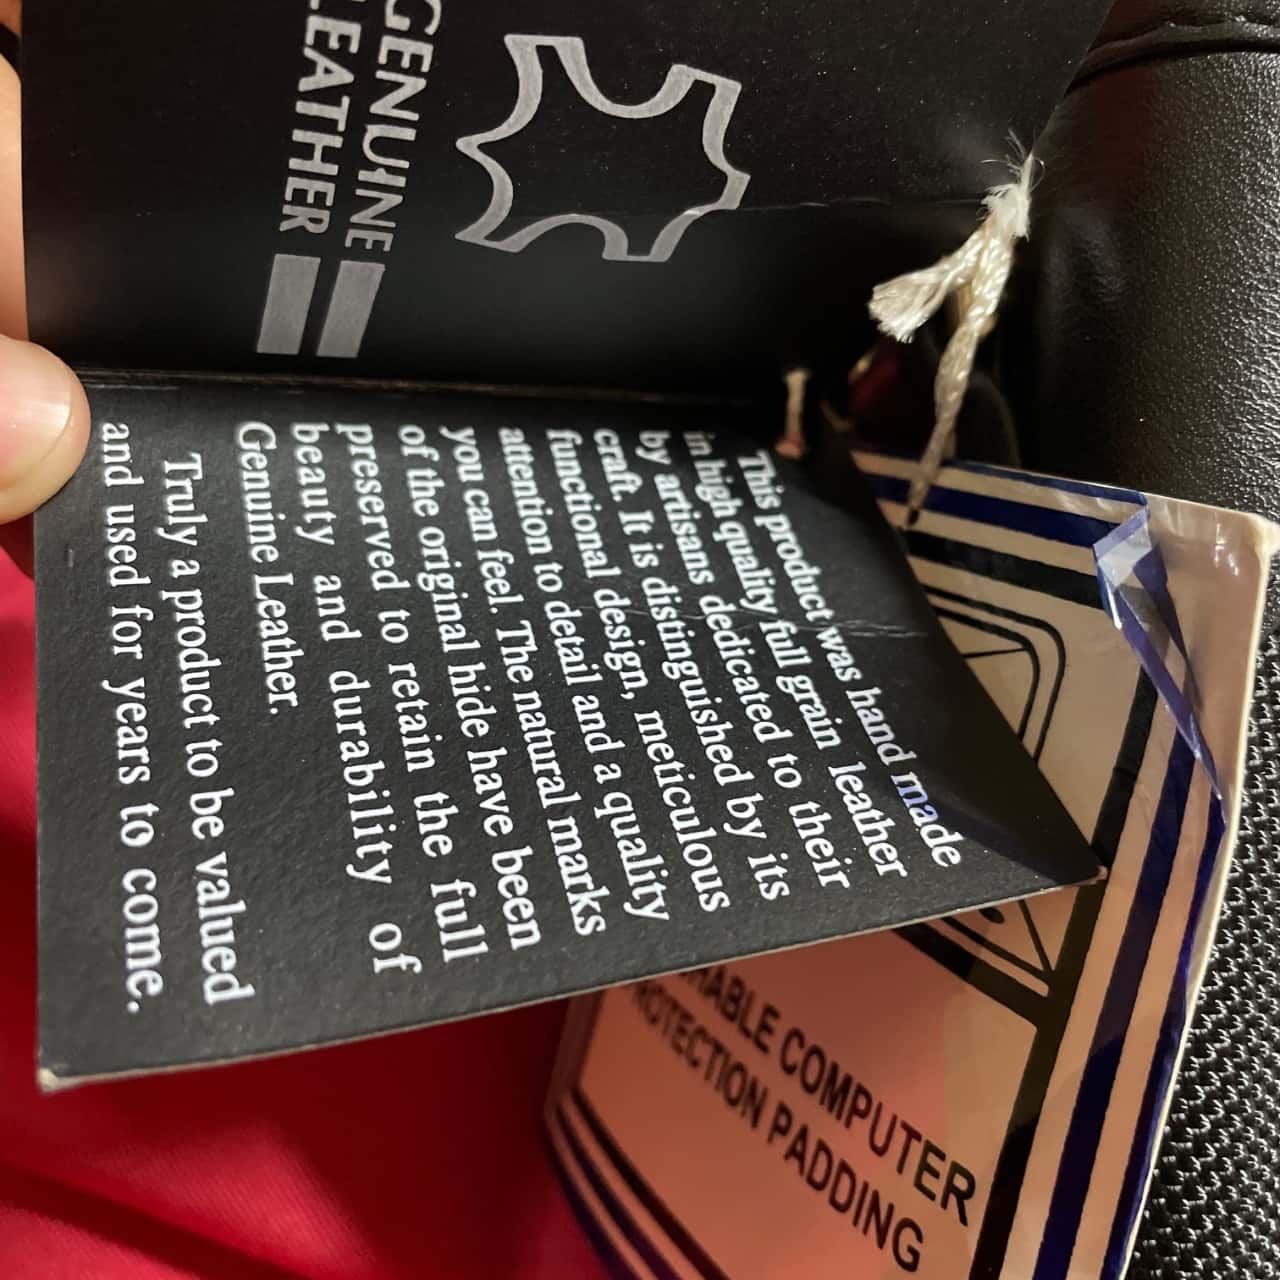 GENUINE
LEATHER
This product was hand made
in high quality full grain leather
by artisans dedicated to their
craft. It is distinguished by its
functional design, meticulous
attention to detail and a quality
you can feel. The natural marks
of the original hide have been
preserved to retain the full
beauty and durability of
Genuine Leather.
Truly a product to be valued
and used for years to come.
COMPUTER
PADDING